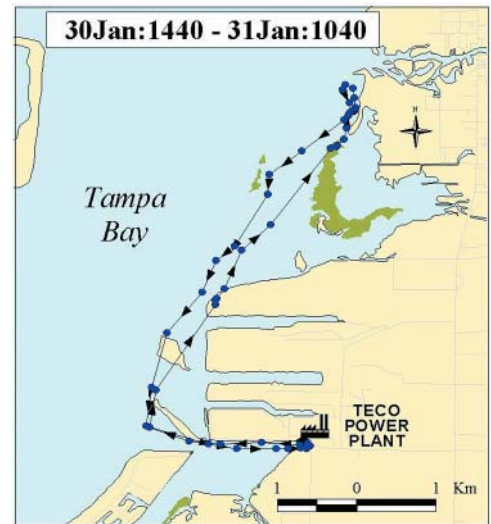 30Jan:1440 - 31Jan:1040
N
Tampa
Bay
TECO
POWER
PLANT
1 0 1 Km